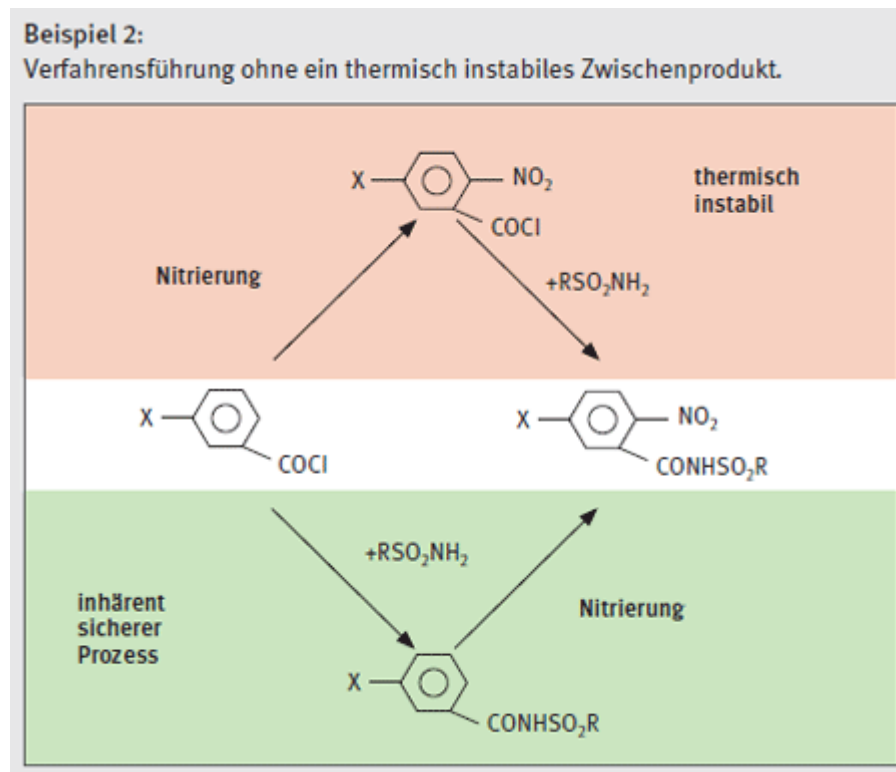 Beispiel 2:
Verfahrensführung ohne ein thermisch instabiles Zwischenprodukt.
X
NO₂
COCl
thermisch
instabil
Nitrierung
+RSO₂NH₂
X
COCl
X
NO₂
CONHSO₂R
+RSO₂NH₂
inhärent
sicherer
Prozess
Nitrierung
X
CONHSO₂R